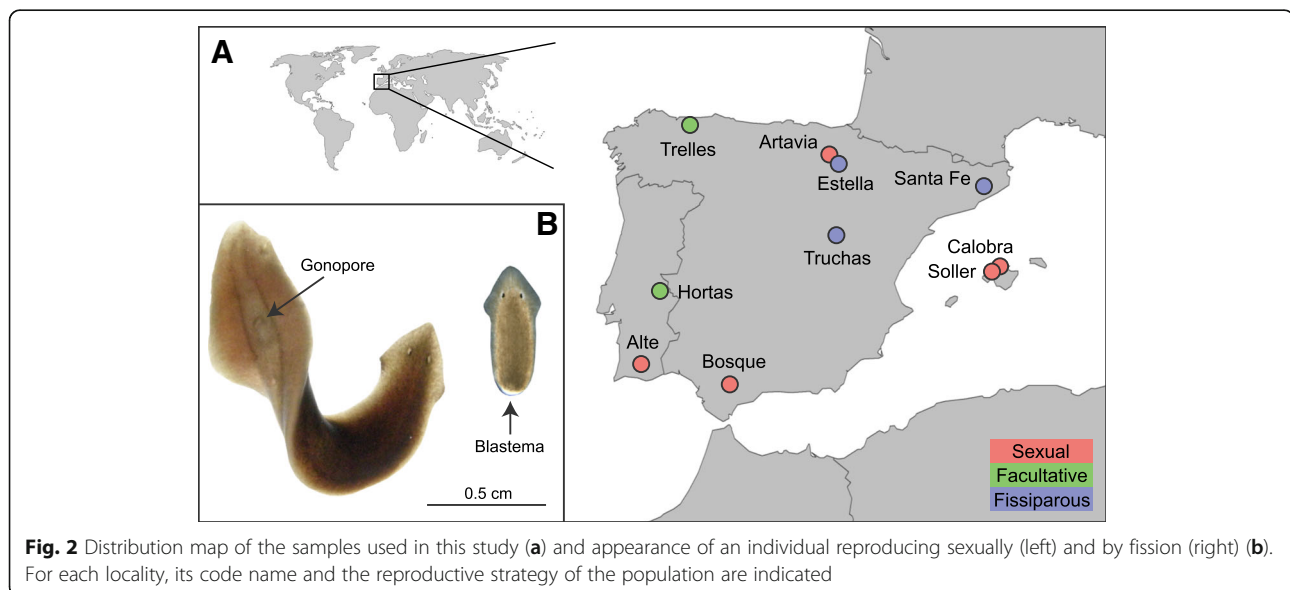 A
Trelles
Artavia
Estella
Santa Fe
Truchas
Calobra
Soller
Hortas
Alte
Bosque
Sexual
Facultative
Fissiparous
B
Gonopore
Blastema
0.5 cm
Fig. 2 Distribution map of the samples used in this study (a) and appearance of an individual reproducing sexually (left) and by fission (right) (b).
For each locality, its code name and the reproductive strategy of the population are indicated